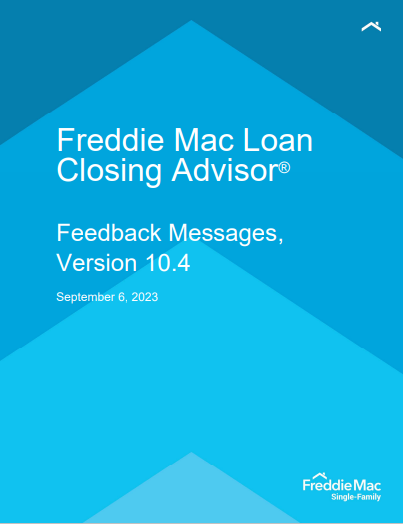 Freddie Mac Loan
Closing Advisor®
Feedback Messages,
Version 10.4
September 6, 2023
FreddieMac
Single-Family